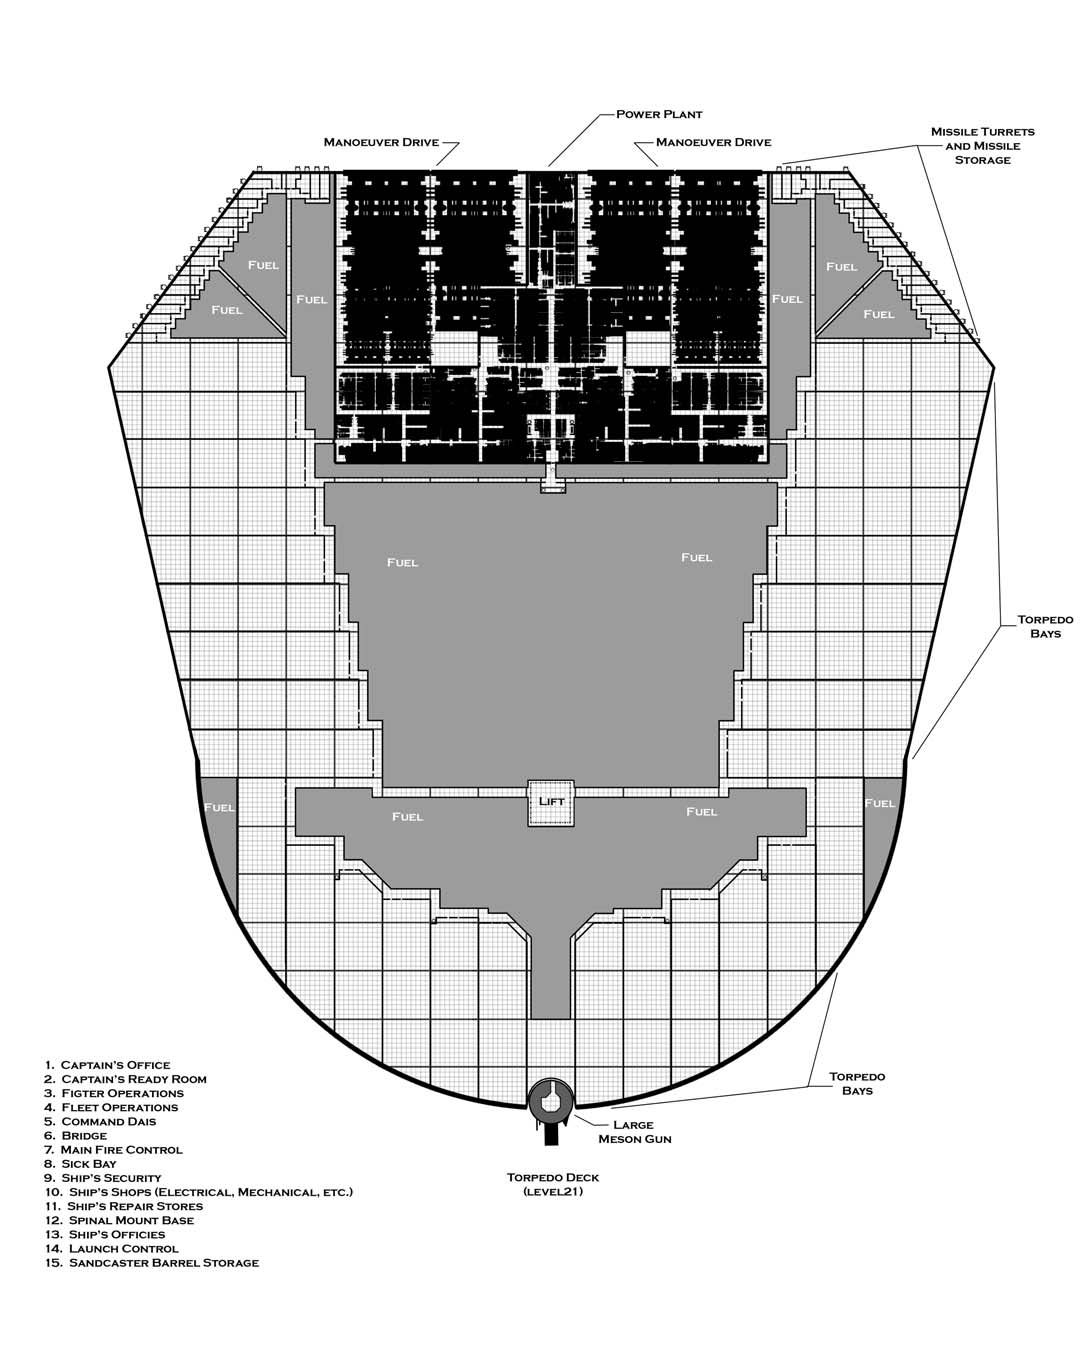 Power Plant
Manoeuver Drive
Manoeuver Drive
Missile Turrets
and Missile
Storage
Fuel
Fuel
Fuel
Fuel
Fuel
Fuel
Fuel
Fuel
Torpedo
Bays
Lift
Fuel
Fuel
Fuel
Fuel
Torpedo
Bays
Large
Meson Gun
Torpedo Deck
(level21)
1. Captain's Office
2. Captain's Ready Room
3. Figter Operations
4. Fleet Operations
5. Command Dais
6. Bridge
7. Main Fire Control
8. Sick Bay
9. Ship's Security
10. Ship's Shops (Electrical, Mechanical, etc.)
11. Ship's Repair Stores
12. Spinal Mount Base
13. Ship's Officies
14. Launch Control
15. Sandcaster Barrel Storage